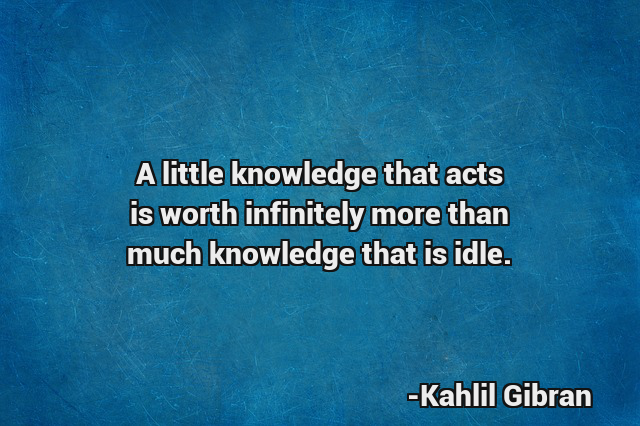 A little knowledge that acts
is worth infinitely more than
much knowledge that is idle.
-Kahlil Gibran